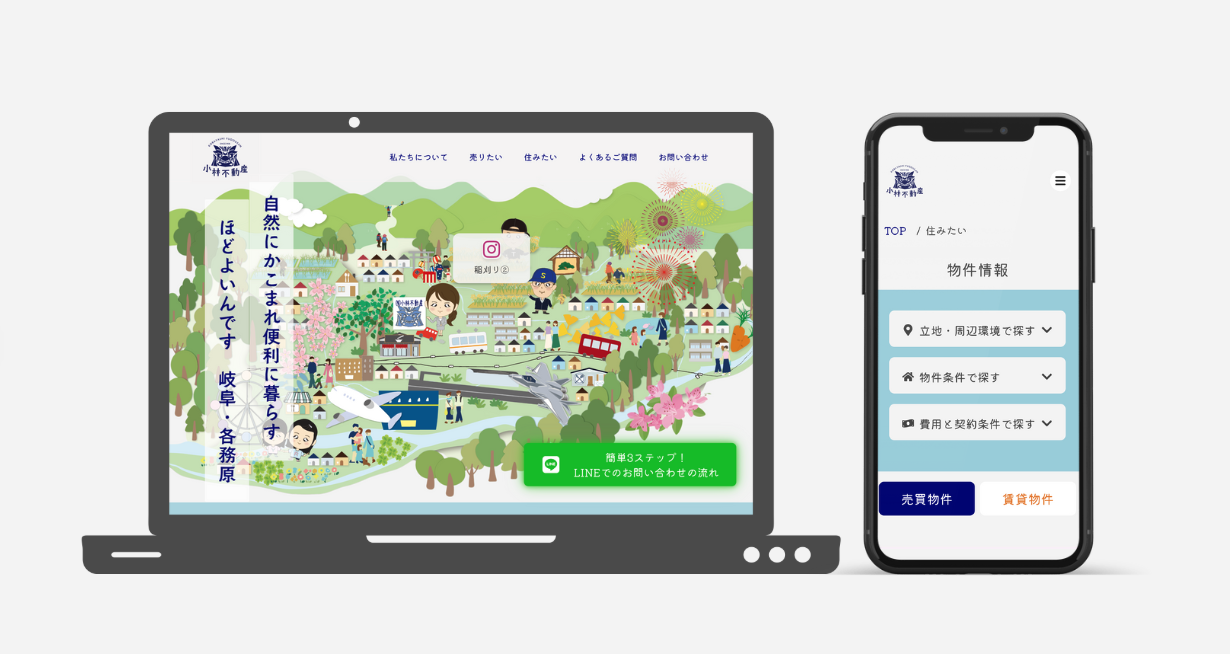 小林不動産
私たちについて
売りたい
住みたい
よくあるご質問
お問い合わせ
自然にかこまれ便利に暮らす
ほどよいんです 岐阜・各務原
稲刈り②
S
㈲小林不動産
簡単3ステップ！
LINEでのお問い合わせの流れ
小林不動産
TOP / 住みたい
物件情報
立地・周辺環境で探す
物件条件で探す
費用と契約条件で探す
売買物件
賃貸物件